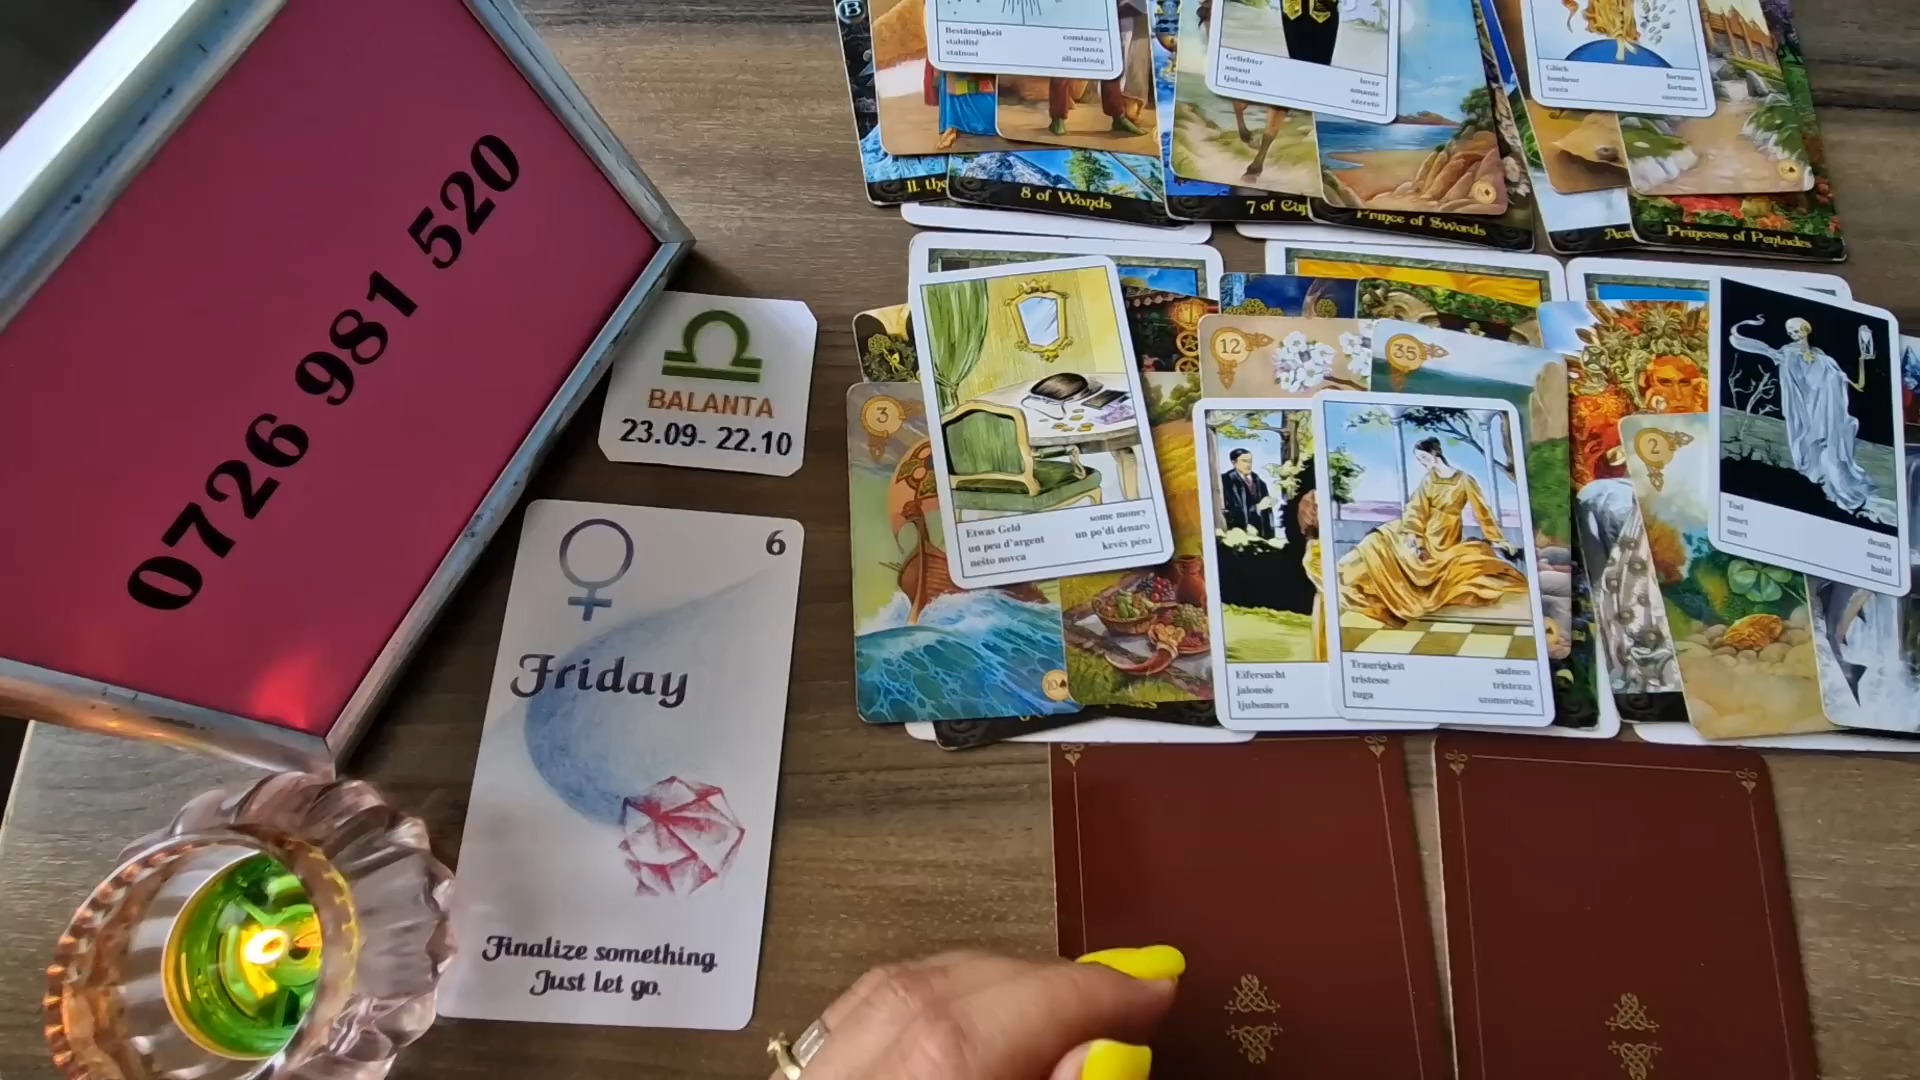 0726 981 520
BALANTA
23.09- 22.10
6
Friday
Finalize something.
Just let go.
Beständigkeit
stabilité
stalnost
constancy
costanza
állandóság
Geliebter
amant
ljubavnik
lover
amante
szerető
Glück
bonheur
sreća
fortune
fortuna
szerencse
II. the
8 of Wands
7 of Cup
Prince of Swords
Princess of Pentacles
3
10
Etwas Geld
un peu d'argent
nešto novca
some money
un po'di denaro
kevés pénz
12
35
Eifersucht
jalousie
ljubomora
Traurigkeit
tristesse
tuga
sadness
tristezza
szomorúság
2
Tod
mort
smrt
death
morte
halál